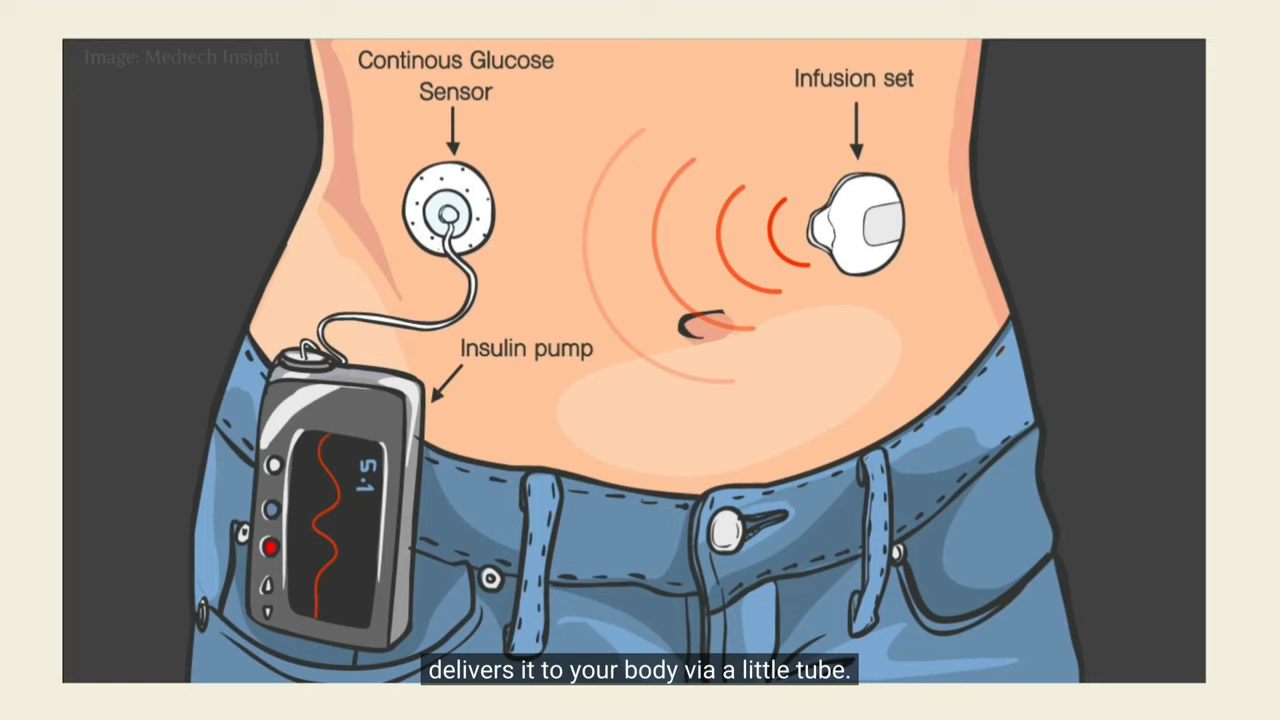 Image: Medtech Insight
Continous Glucose
Sensor
Infusion set
Insulin pump
5.1
delivers it to your body via a little tube.